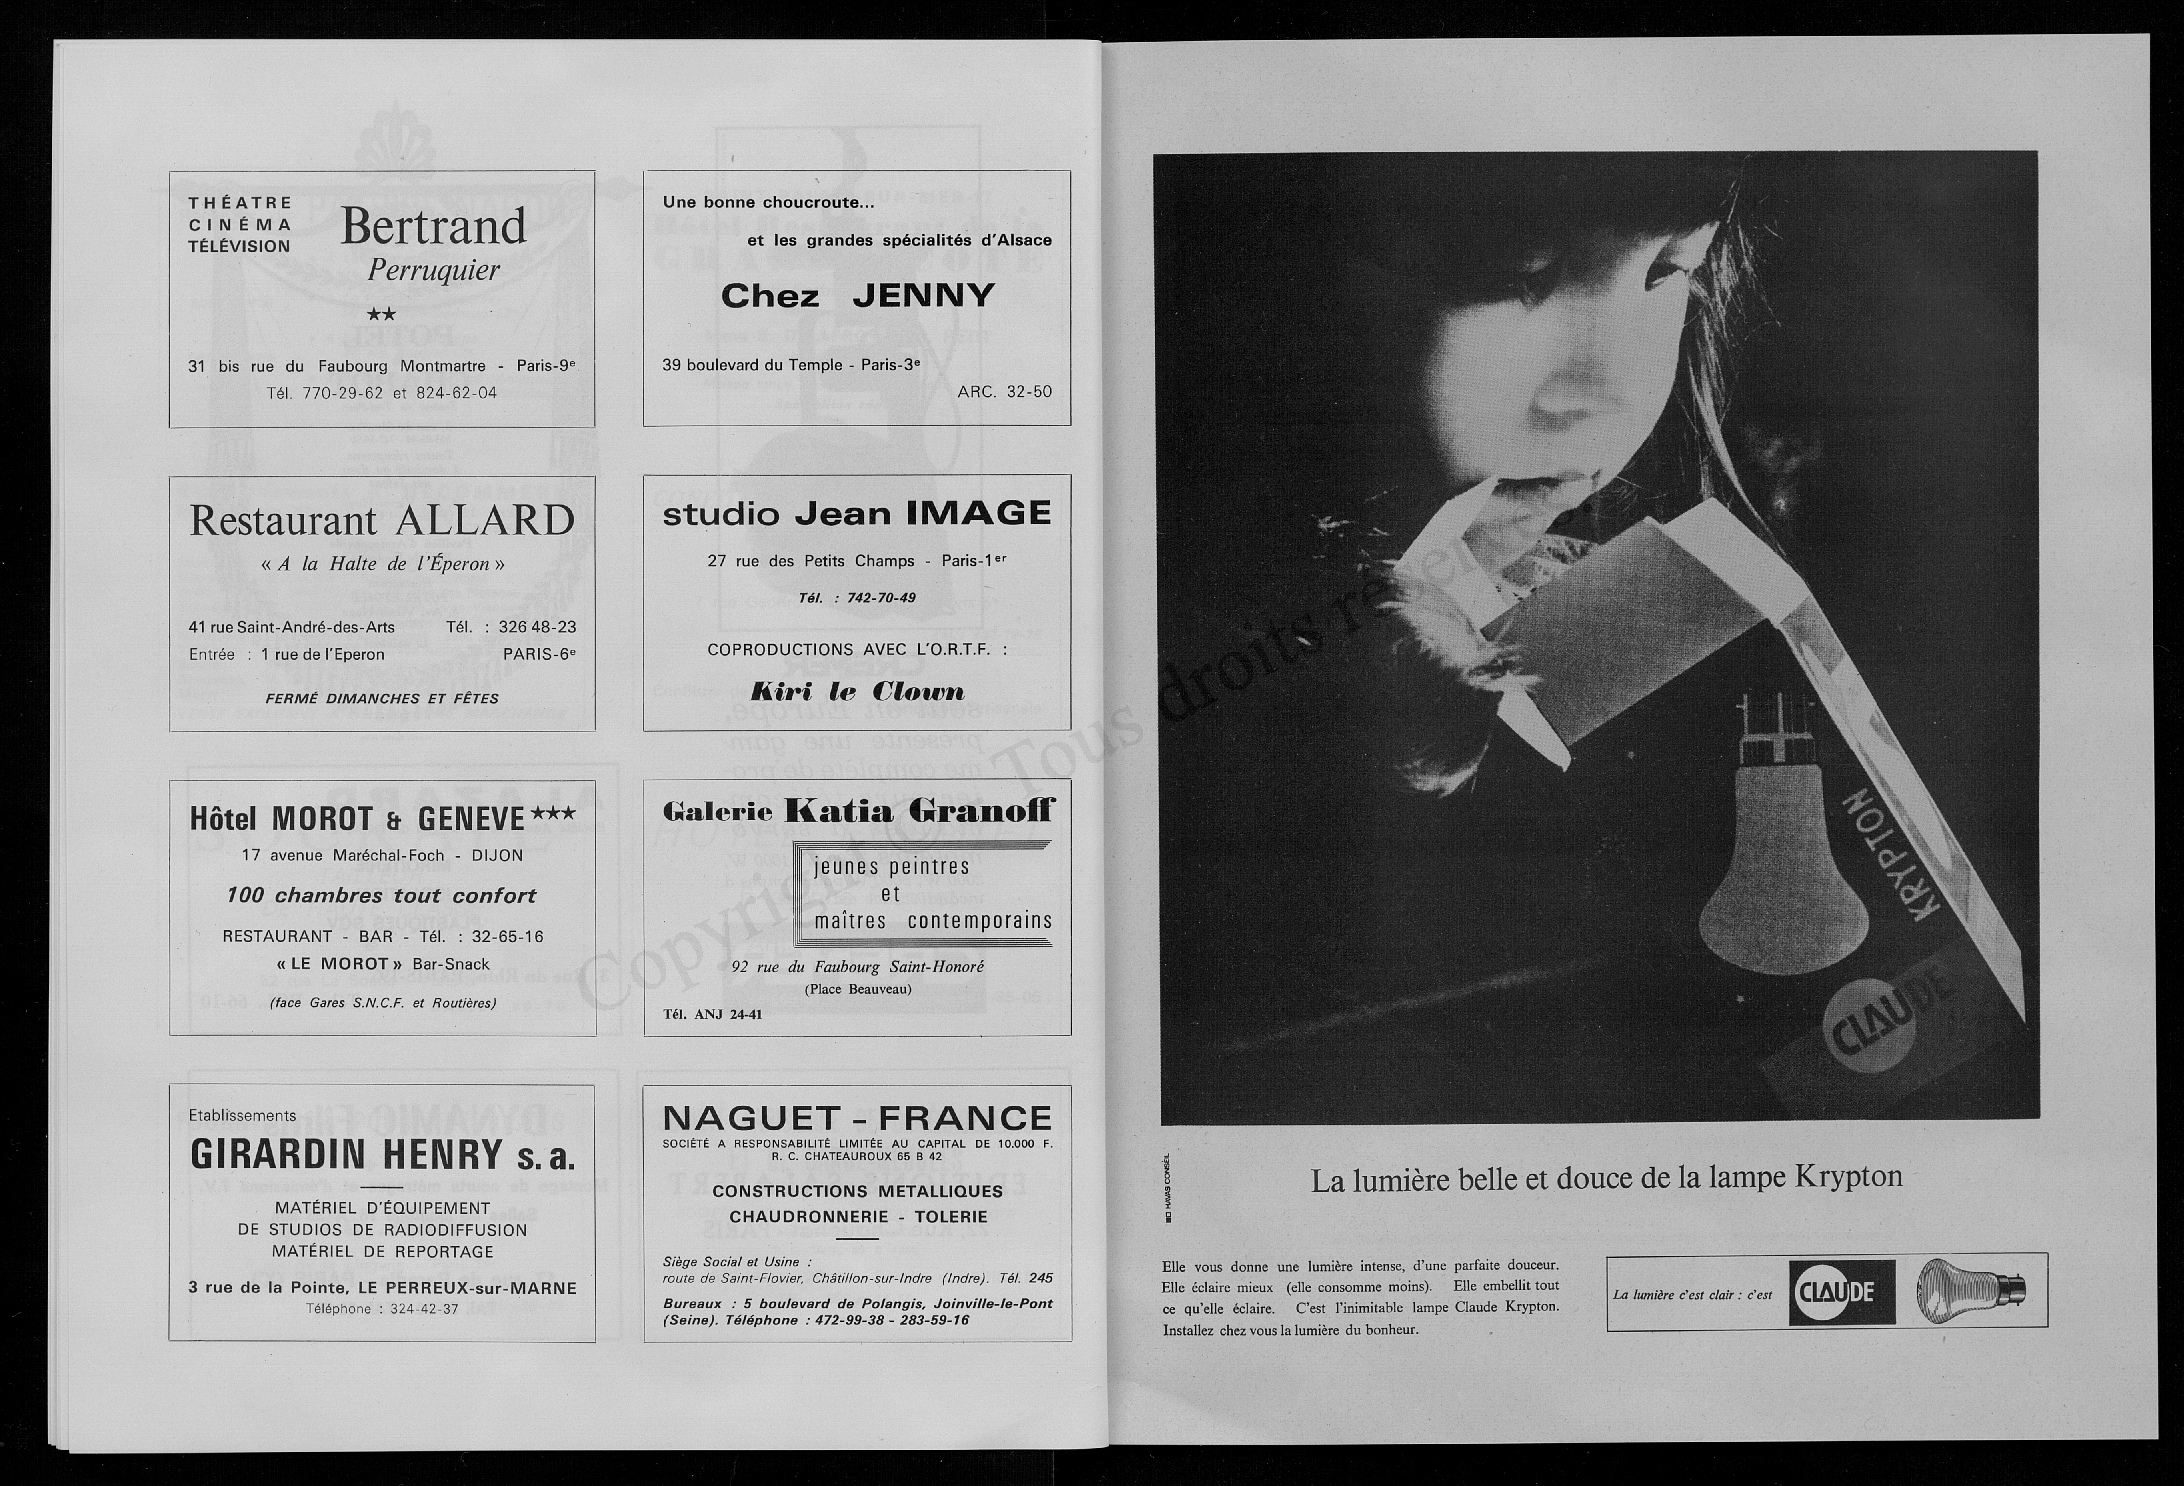 THÉATRE
CINÉMA
TÉLÉVISION
Bertrand
Perruquier
★★
31 bis rue du Faubourg Montmartre - Paris-9e
Tél. 770-29-62 et 824-62-04
Une bonne choucroute...
et les grandes spécialités d'Alsace
Chez JENNY
39 boulevard du Temple - Paris-3e
ARC. 32-50
Restaurant ALLARD
« A la Halte de l'Éperon »
41 rue Saint-André-des-Arts Tél. : 326 48-23
Entrée : 1 rue de l'Eperon PARIS-6e
FERMÉ DIMANCHES ET FÊTES
studio Jean IMAGE
27 rue des Petits Champs - Paris-1er
Tél. : 742-70-49
COPRODUCTIONS AVEC L'O.R.T.F. :
Kiri le Clown
Hôtel MOROT & GENEVE ★★★
17 avenue Maréchal-Foch - DIJON
100 chambres tout confort
RESTAURANT - BAR - Tél. : 32-65-16
« LE MOROT » Bar-Snack
(face Gares S.N.C.F. et Routières)
Galerie Katia Granoff
jeunes peintres
et
maîtres contemporains
92 rue du Faubourg Saint-Honoré
(Place Beauveau)
Tél. ANJ 24-41
Etablissements
GIRARDIN HENRY s.a.
MATÉRIEL D'ÉQUIPEMENT
DE STUDIOS DE RADIODIFFUSION
MATÉRIEL DE REPORTAGE
3 rue de la Pointe, LE PERREUX-sur-MARNE
Téléphone : 324-42-37
NAGUET - FRANCE
SOCIÉTÉ A RESPONSABILITÉ LIMITÉE AU CAPITAL DE 10.000 F.
R. C. CHATEAUROUX 65 B 42
CONSTRUCTIONS METALLIQUES
CHAUDRONNERIE - TOLERIE
Siège Social et Usine :
route de Saint-Flovier, Châtillon-sur-Indre (Indre). Tél. 245
Bureaux : 5 boulevard de Polangis, Joinville-le-Pont
(Seine). Téléphone : 472-99-38 - 283-59-16
Copyright © Tous droits réservés.
KRYPTON
CLAUDE
HAVAS CONSEIL
La lumière belle et douce de la lampe Krypton
Elle vous donne une lumière intense, d'une parfaite douceur.
Elle éclaire mieux (elle consomme moins). Elle embellit tout
ce qu'elle éclaire. C'est l'inimitable lampe Claude Krypton.
Installez chez vous la lumière du bonheur.
La lumière c'est clair : c'est
CLAUDE